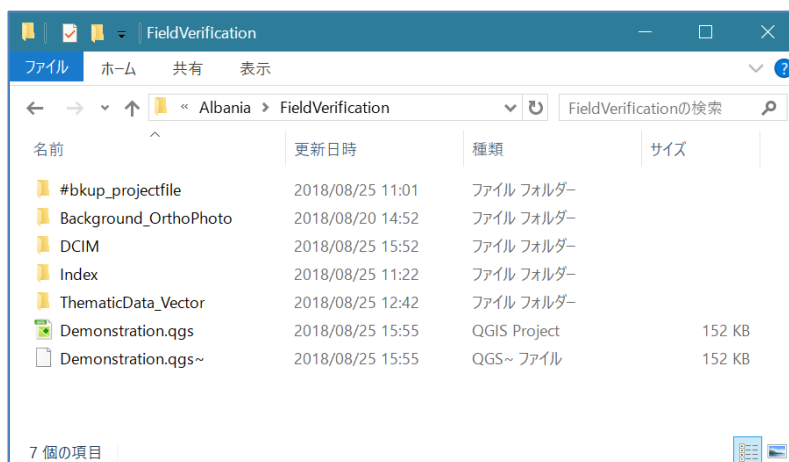 FieldVerification
ファイル ホーム 共有 表示 ?
« Albania > FieldVerification FieldVerificationの検索
名前 更新日時 種類 サイズ
#bkup_projectfile 2018/08/25 11:01 ファイル フォルダー
Background_OrthoPhoto 2018/08/20 14:52 ファイル フォルダー
DCIM 2018/08/25 15:52 ファイル フォルダー
Index 2018/08/25 11:22 ファイル フォルダー
ThematicData_Vector 2018/08/25 12:42 ファイル フォルダー
Demonstration.qgs 2018/08/25 15:55 QGIS Project 152 KB
Demonstration.qgs~ 2018/08/25 15:55 QGS~ ファイル 152 KB
7 個の項目